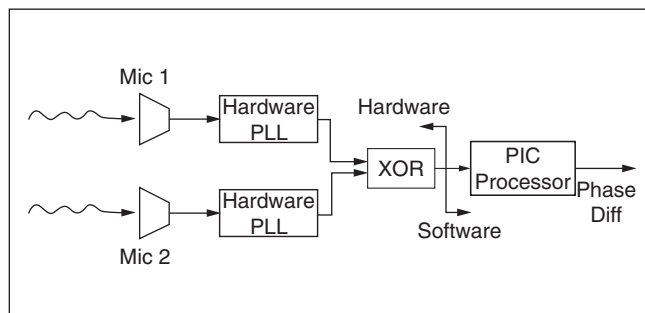 Mic 1
Hardware
PLL
Hardware
PLL
Mic 2
Hardware
XOR
Software
PIC
Processor
Phase
Diff